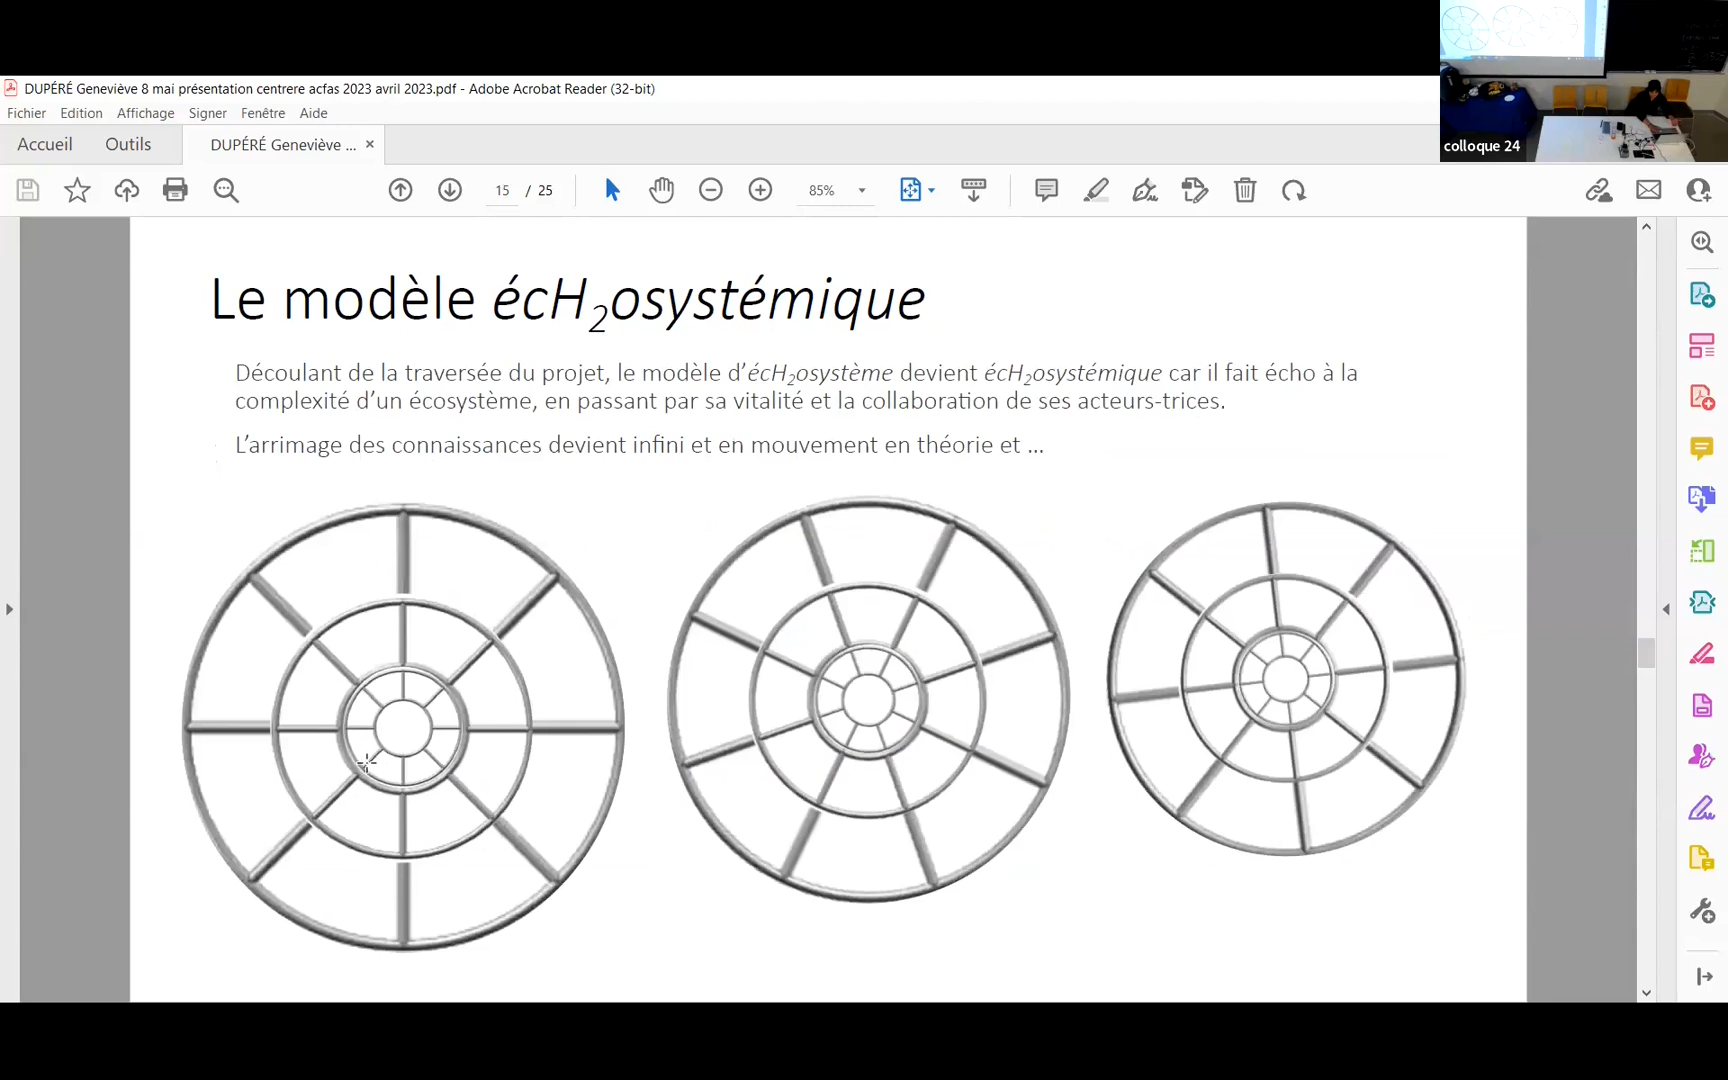 DUPÉRÉ Geneviève 8 mai présentation centrere acfas 2023 avril 2023.pdf - Adobe Acrobat Reader (32-bit)
Fichier Edition Affichage Signer Fenêtre Aide
Accueil Outils DUPÉRÉ Geneviève ... ×
15 / 25 85%
colloque 24
Le modèle écH₂osystémique
Découlant de la traversée du projet, le modèle d’écH₂osystème devient écH₂osystémique car il fait écho à la
complexité d’un écosystème, en passant par sa vitalité et la collaboration de ses acteurs-trices.
L’arrimage des connaissances devient infini et en mouvement en théorie et ...